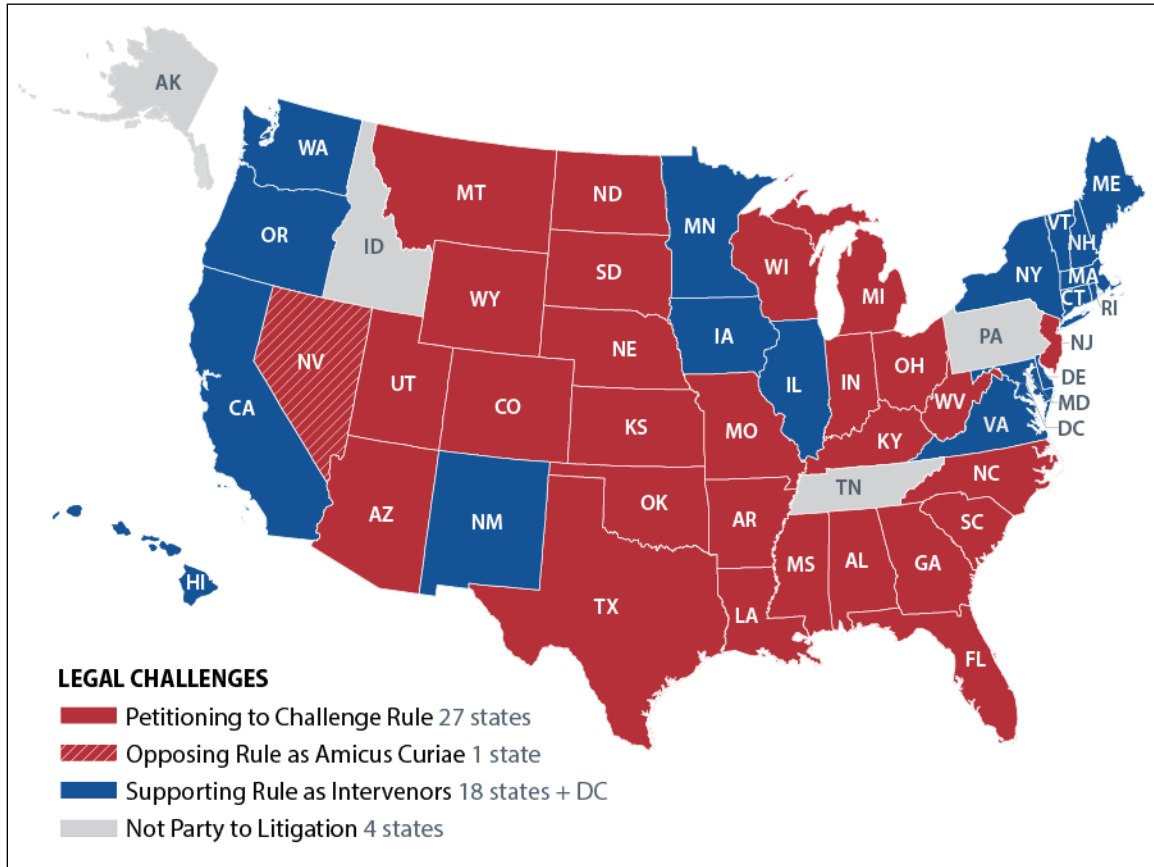 AK
WA
MT
ND
MN
ME
VT
NH
OR
ID
SD
WI
NY
MA
WY
MI
CT
RI
IA
PA
NE
NJ
NV
OH
UT
IL
IN
DE
CA
CO
WV
MD
KS
MO
VA
DC
KY
NC
TN
OK
AZ
NM
AR
SC
HI
MS
AL
GA
TX
LA
FL
LEGAL CHALLENGES
Petitioning to Challenge Rule 27 states
Opposing Rule as Amicus Curiae 1 state
Supporting Rule as Intervenors 18 states + DC
Not Party to Litigation 4 states